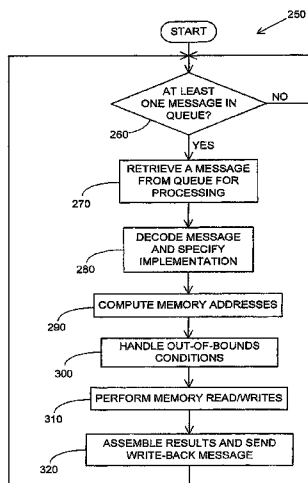 START
250
AT LEAST
ONE MESSAGE IN
QUEUE?
NO
260
YES
RETRIEVE A MESSAGE
FROM QUEUE FOR
PROCESSING
270
DECODE MESSAGE
AND SPECIFY
IMPLEMENTATION
280
COMPUTE MEMORY ADDRESSES
290
HANDLE OUT-OF-BOUNDS
CONDITIONS
300
PERFORM MEMORY READ/WRITES
310
ASSEMBLE RESULTS AND SEND
WRITE-BACK MESSAGE
320